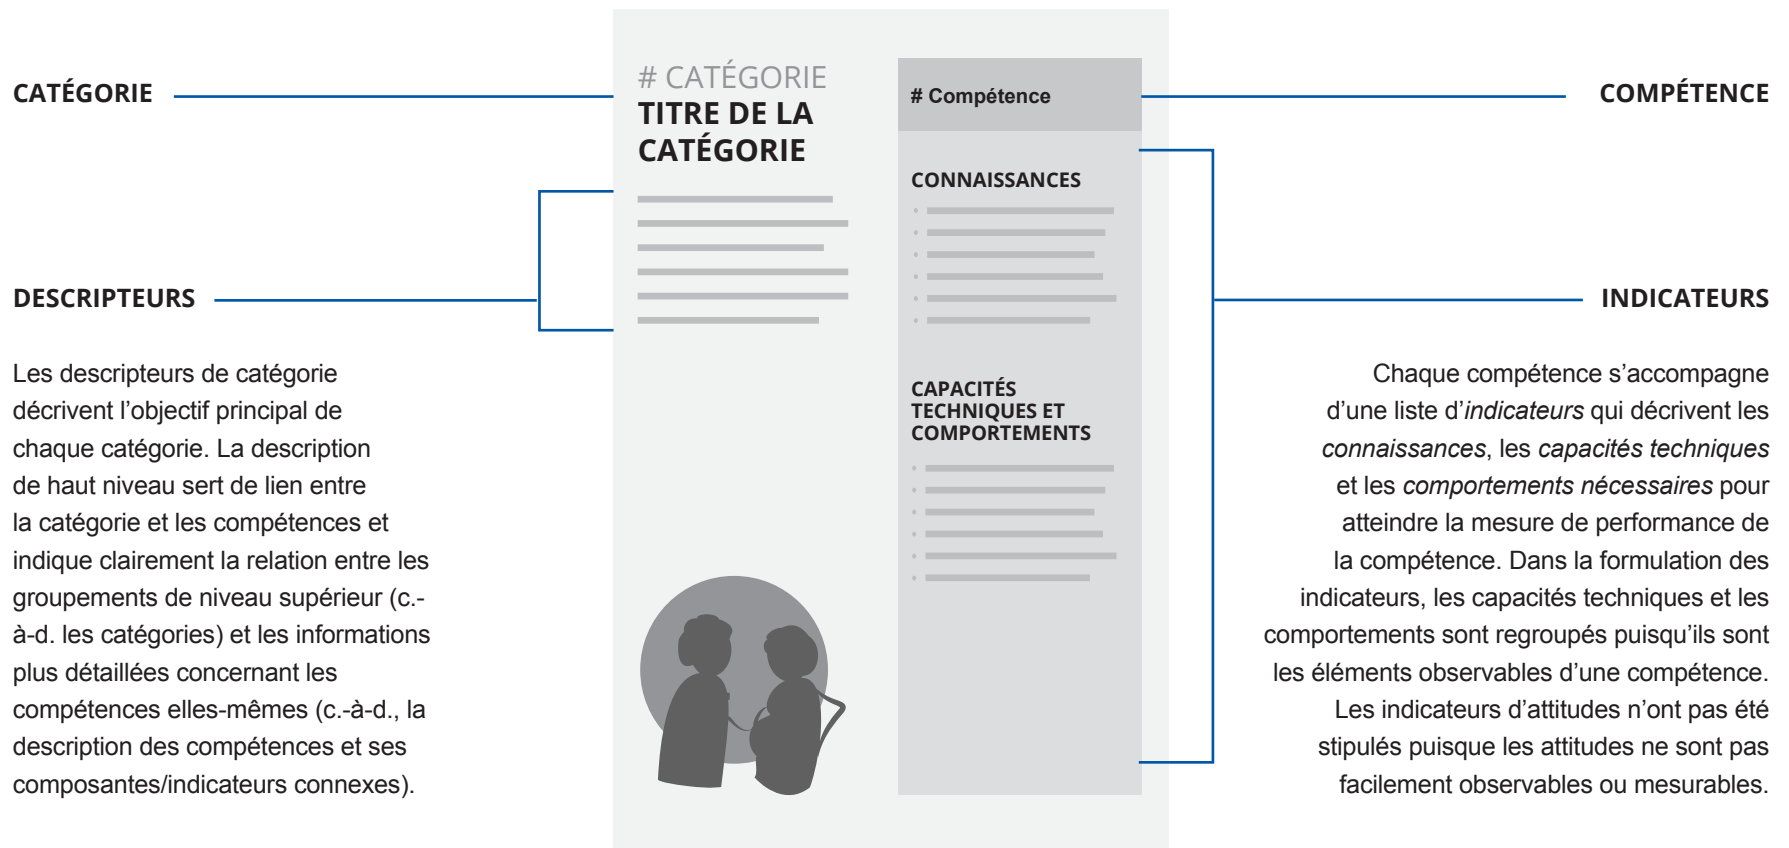 CATÉGORIE
DESCRIPTEURS
Les descripteurs de catégorie
décrivent l’objectif principal de
chaque catégorie. La description
de haut niveau sert de lien entre
la catégorie et les compétences et
indique clairement la relation entre les
groupements de niveau supérieur (c.-
à-d. les catégories) et les informations
plus détaillées concernant les
compétences elles-mêmes (c.-à-d., la
description des compétences et ses
composantes/indicateurs connexes).
# CATÉGORIE
TITRE DE LA
CATÉGORIE
# Compétence
CONNAISSANCES
CAPACITÉS
TECHNIQUES ET
COMPORTEMENTS
COMPÉTENCE
INDICATEURS
Chaque compétence s’accompagne
d’une liste d’indicateurs qui décrivent les
connaissances, les capacités techniques
et les comportements nécessaires pour
atteindre la mesure de performance de
la compétence. Dans la formulation des
indicateurs, les capacités techniques et les
comportements sont regroupés puisqu’ils sont
les éléments observables d’une compétence.
Les indicateurs d’attitudes n’ont pas été
stipulés puisque les attitudes ne sont pas
facilement observables ou mesurables.